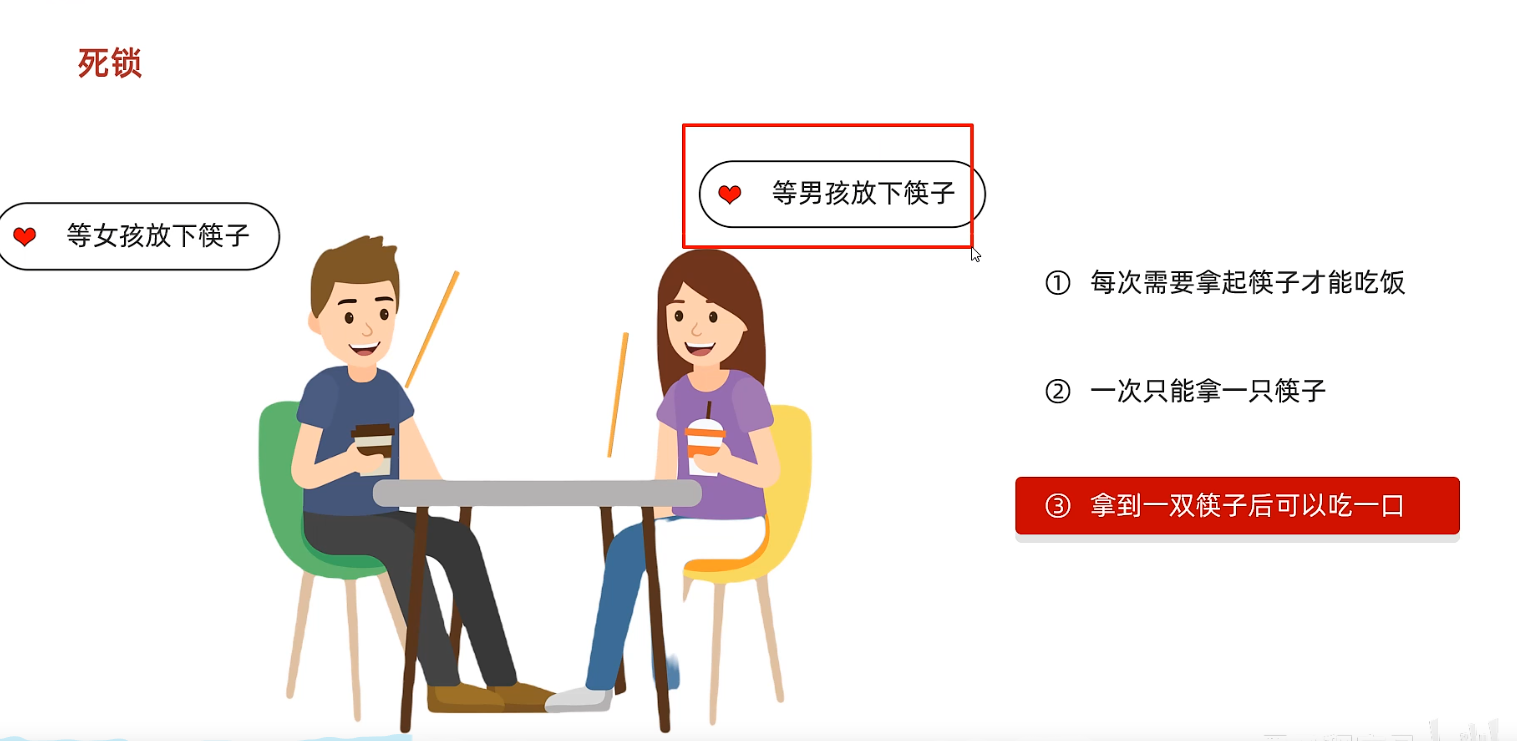 死锁
等男孩放下筷子
等女孩放下筷子
① 每次需要拿起筷子才能吃饭
② 一次只能拿一只筷子
③ 拿到一双筷子后可以吃一口